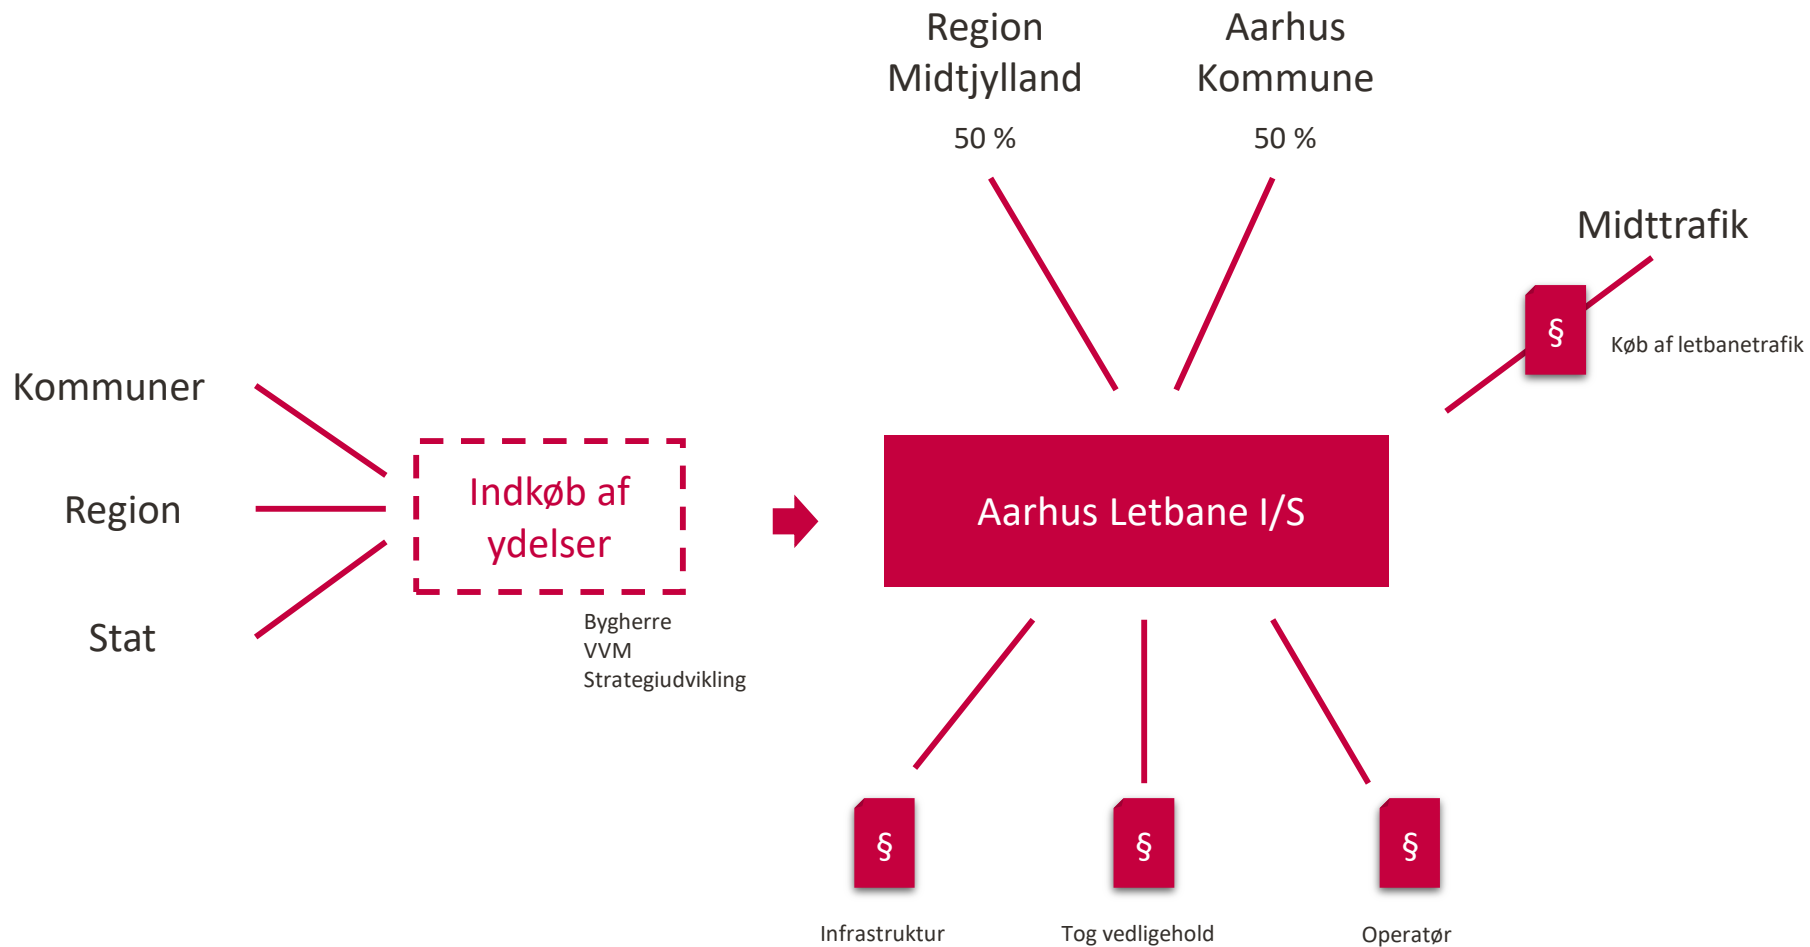 Region
Midtjylland
50 %
Aarhus
Kommune
50 %
Midttrafik
§
Køb af letbanetrafik
Kommuner
Region
Stat
Indkøb af
ydelser
Bygherre
VVM
Strategiudvikling
Aarhus Letbane I/S
§
§
§
Infrastruktur
Tog vedligehold
Operatør